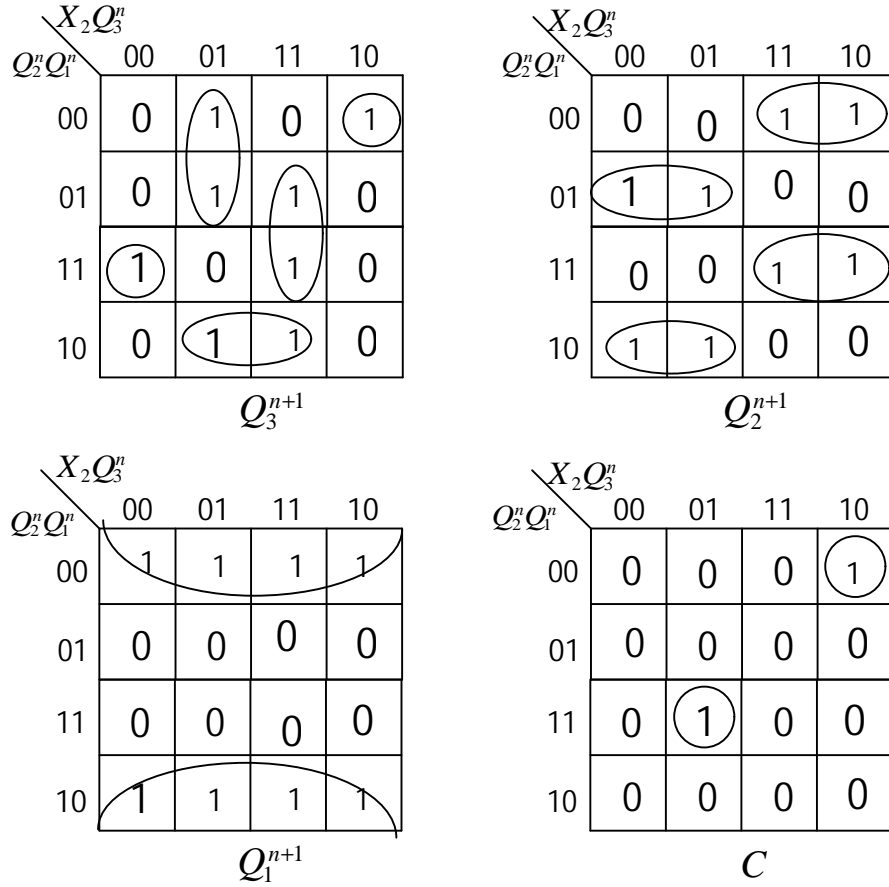 X₂Q₃ⁿ X₂Q₃ⁿ
Q₂ⁿQ₁ⁿ 00 01 11 10 Q₂ⁿQ₁ⁿ 00 01 11 10
00 0 1 0 1 00 0 0 1 1
01 0 1 1 0 01 1 1 0 0
11 1 0 1 0 11 0 0 1 1
10 0 1 1 0 10 1 1 0 0
Q₃ⁿ⁺¹ Q₂ⁿ⁺¹
X₂Q₃ⁿ X₂Q₃ⁿ
Q₂ⁿQ₁ⁿ 00 01 11 10 Q₂ⁿQ₁ⁿ 00 01 11 10
00 1 1 1 1 00 0 0 0 1
01 0 0 0 0 01 0 0 0 0
11 0 0 0 0 11 0 1 0 0
10 1 1 1 1 10 0 0 0 0
Q₁ⁿ⁺¹ C